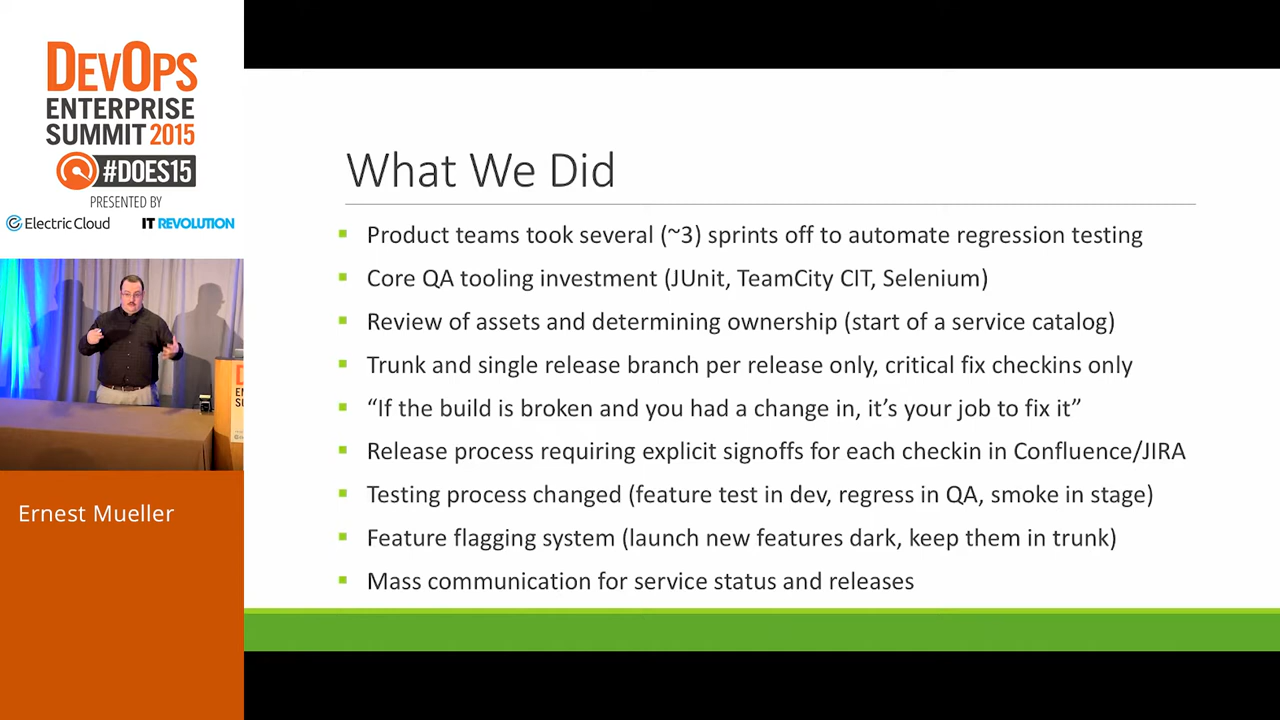 DEVOPS
ENTERPRISE
SUMMIT 2015
#DOES15
PRESENTED BY
Electric Cloud
IT REVOLUTION
Ernest Mueller
What We Did
Product teams took several (~3) sprints off to automate regression testing
Core QA tooling investment (JUnit, TeamCity CIT, Selenium)
Review of assets and determining ownership (start of a service catalog)
Trunk and single release branch per release only, critical fix checkins only
“If the build is broken and you had a change in, it’s your job to fix it”
Release process requiring explicit signoffs for each checkin in Confluence/JIRA
Testing process changed (feature test in dev, regress in QA, smoke in stage)
Feature flagging system (launch new features dark, keep them in trunk)
Mass communication for service status and releases